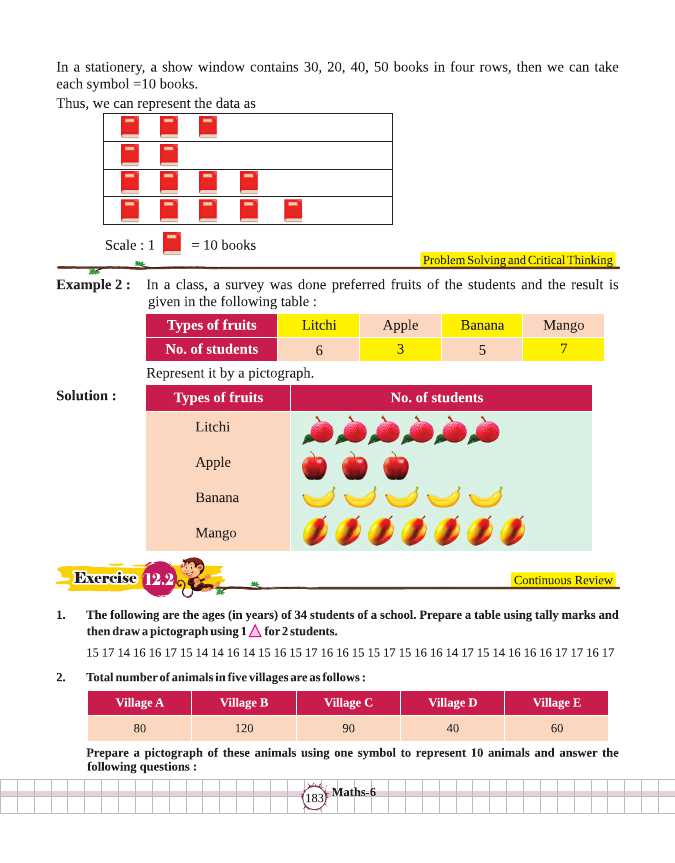 In a stationery, a show window contains 30, 20, 40, 50 books in four rows, then we can take
each symbol =10 books.
Thus, we can represent the data as
Scale : 1 = 10 books
Problem Solving and Critical Thinking
Example 2 : In a class, a survey was done preferred fruits of the students and the result is
given in the following table :
Types of fruits Litchi Apple Banana Mango
No. of students 6 3 5 7
Represent it by a pictograph.
Solution :
Types of fruits No. of students
Litchi
Apple
Banana
Mango
Exercise 12.2
Continuous Review
1. The following are the ages (in years) of 34 students of a school. Prepare a table using tally marks and
then draw a pictograph using 1 for 2 students.
15 17 14 16 16 17 15 14 14 16 14 15 16 15 17 16 16 15 15 17 15 16 16 14 17 15 14 16 16 16 17 17 16 17
2. Total number of animals in five villages are as follows :
Village A Village B Village C Village D Village E
80 120 90 40 60
Prepare a pictograph of these animals using one symbol to represent 10 animals and answer the
following questions :
183 Maths-6